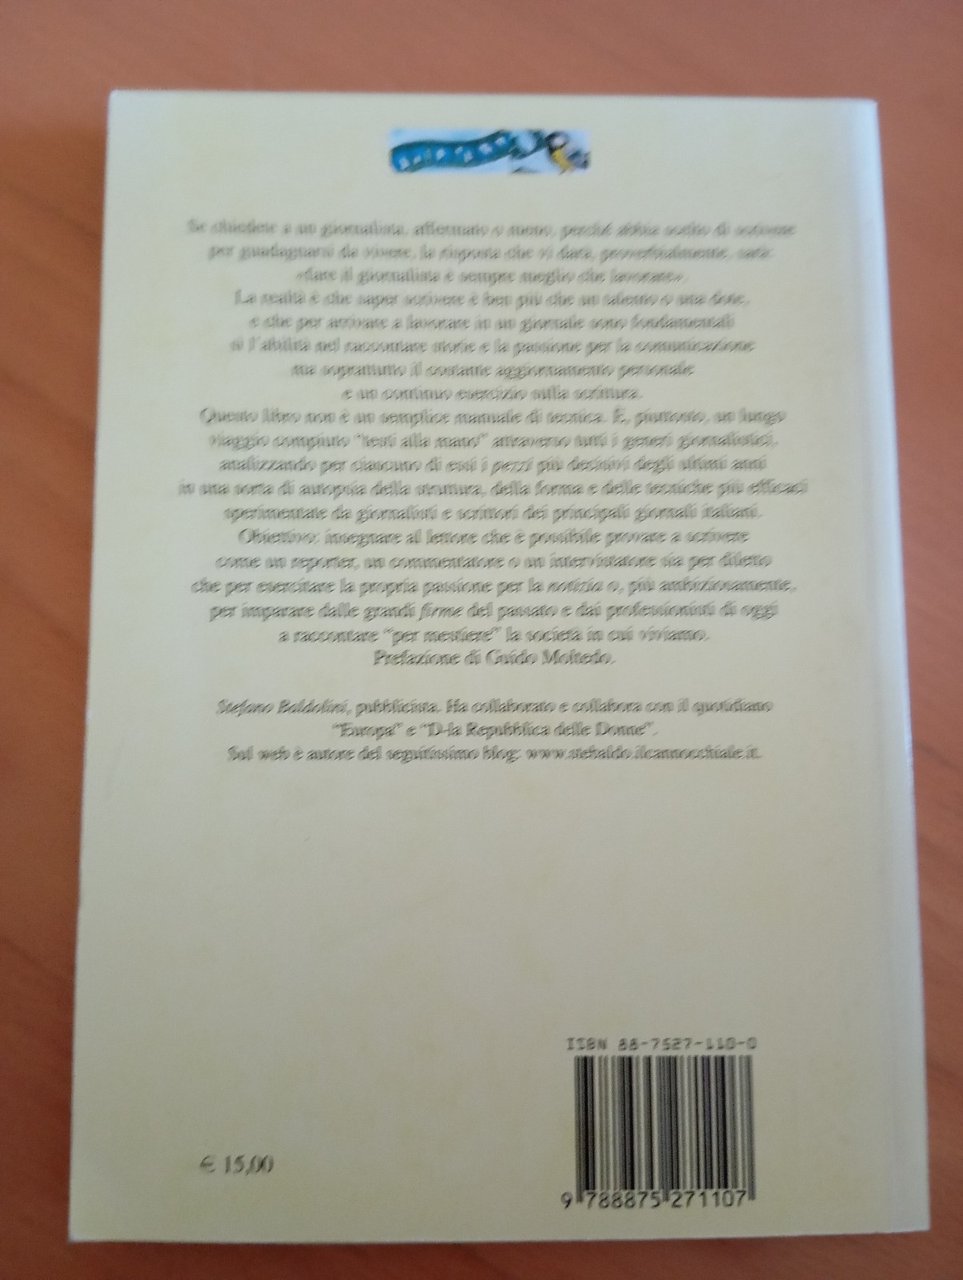 Se chiedete a un giornalista, affermato o meno, perché abbia scelto di scrivere
per guadagnarsi da vivere, la risposta che vi darà, proverbialmente, sarà:
«fare il giornalista è sempre meglio che lavorare».
La realtà è che saper scrivere è ben più che un talento o una dote,
e che per arrivare a lavorare in un giornale sono fondamentali
sì l'abilità nel raccontare storie e la passione per la comunicazione
ma soprattutto il costante aggiornamento personale
e un continuo esercizio sulla scrittura.
Questo libro non è un semplice manuale di tecnica. È, piuttosto, un lungo
viaggio compiuto "testi alla mano" attraverso tutti i generi giornalistici,
analizzando per ciascuno di essi i pezzi più decisivi degli ultimi anni
in una sorta di autopsia della struttura, della forma e delle tecniche più efficaci
sperimentate da giornalisti e scrittori dei principali giornali italiani.
Obiettivo: insegnare al lettore che è possibile provare a scrivere
come un reporter, un commentatore o un intervistatore sia per diletto
che per esercitare la propria passione per la notizia o, più ambiziosamente,
per imparare dalle grandi firme del passato e dai professionisti di oggi
a raccontare "per mestiere" la società in cui viviamo.
Prefazione di Guido Moltedo.
Stefano Baldolini, pubblicista. Ha collaborato e collabora con il quotidiano
"Europa" e "D-la Repubblica delle Donne".
Sul web è autore del seguitissimo blog: www.stebaldo.ilcannocchiale.it.
ISBN 88-7527-110-0
€ 15,00
9 788875 271107